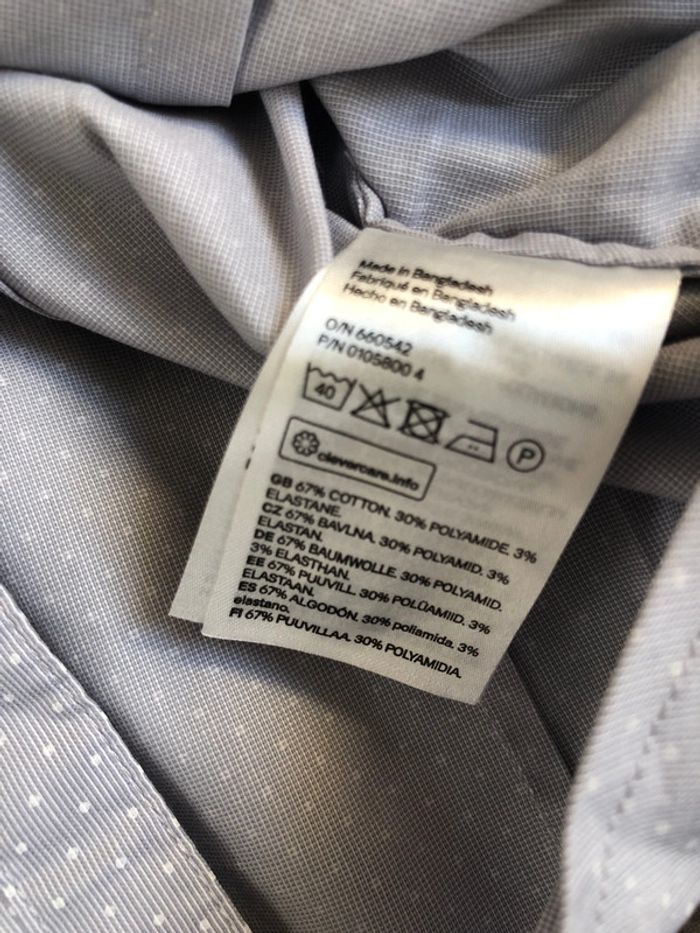 Made in Bangladesh
Fabriqué en Bangladesh
Hecho en Bangladesh
O/N 660542
P/N 0105800 4
40
P
clevercare.info
GB 67% COTTON. 30% POLYAMIDE. 3%
ELASTANE.
CZ 67% BAVLNA. 30% POLYAMID. 3%
ELASTAN.
DE 67% BAUMWOLLE. 30% POLYAMID.
3% ELASTHAN.
EE 67% PUUVILL. 30% POLÜAMIID. 3%
ELASTAAN.
ES 67% ALGODÓN. 30% poliamida. 3%
elastano.
FI 67% PUUVILLAA. 30% POLYAMIDIA.